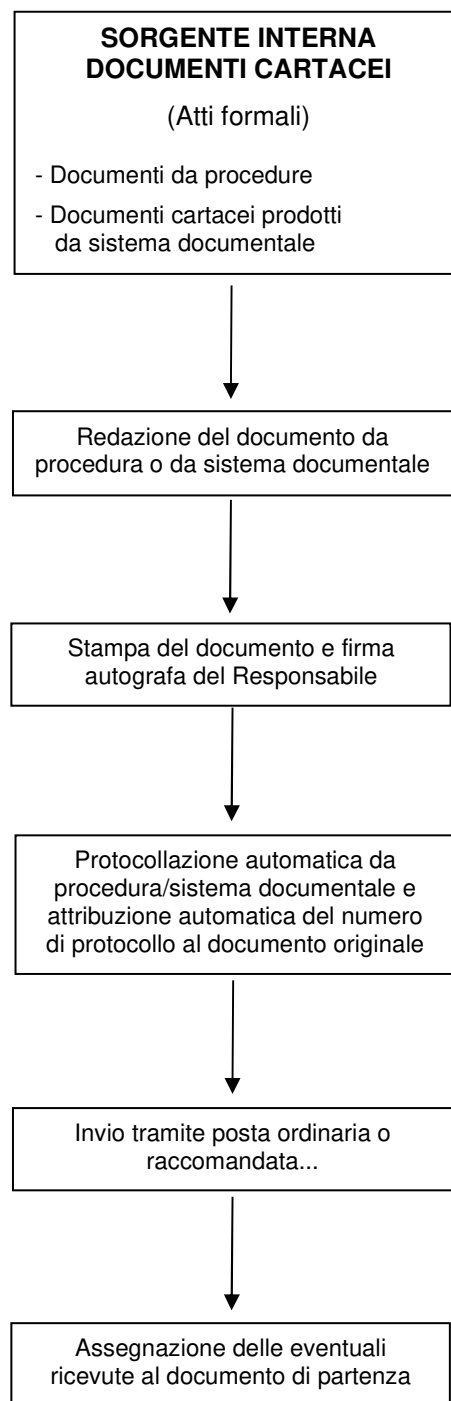 SORGENTE INTERNA
DOCUMENTI CARTACEI
(Atti formali)
- Documenti da procedure
- Documenti cartacei prodotti
da sistema documentale
Redazione del documento da
procedura o da sistema documentale
Stampa del documento e firma
autografa del Responsabile
Protocollazione automatica da
procedura/sistema documentale e
attribuzione automatica del numero
di protocollo al documento originale
Invio tramite posta ordinaria o
raccomandata...
Assegnazione delle eventuali
ricevute al documento di partenza